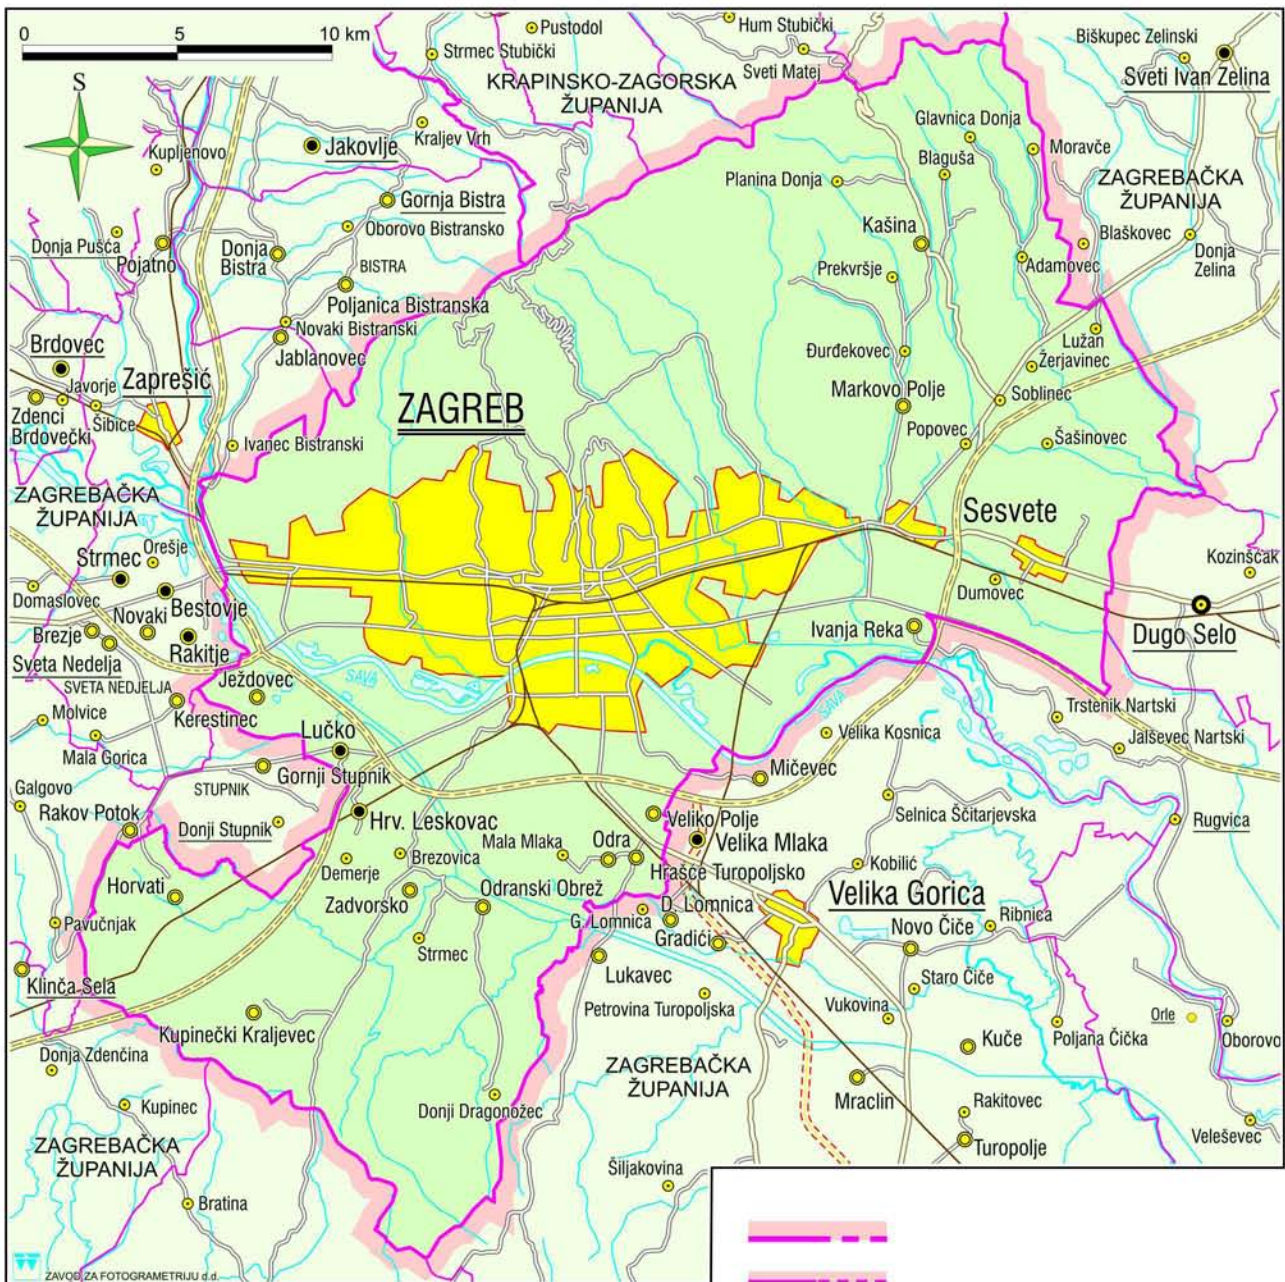 0 5 10 km
Pustodol
Hum Stubički
Biškupec Zelinski
Strmec Stubički
Sveti Matej
Sveti Ivan Zelina
KRAPINSKO-ZAGORSKA
ŽUPANIJA
S
Glavnica Donja
Kraljev Vrh
Jakovlje
Moravče
Kupljenovo
Blaguša
ZAGREBAČKA
ŽUPANIJA
Planina Donja
Gornja Bistra
Oborovo Bistransko
Kašina
Blaškovec
Donja
Zelina
Donja Pušća
Pojatno
Donja
Bistra
BISTRA
Prekvršje
Adamovec
Poljanica Bistranska
Novaki Bistranski
Jablanovec
Lužan
Brdovec
Đurđekovec
Žerjavinec
Javorje
Zaprešić
Markovo Polje
Soblinec
Zdenci
Brdovečki
Šibice
ZAGREB
Ivanec Bistranski
Popovec
Šašinovec
ZAGREBAČKA
ŽUPANIJA
Sesvete
Strmec
Orešje
Kozinščak
Domaslovec
Bestovje
Dumovec
Novaki
Brezje
Rakitje
Ivanja Reka
Dugo Selo
Sveta Nedelja
SVETA NEDJELJA
Ježdovec
SAVA
SAVA
Kerestinec
Molvice
Trstenik Nartski
Velika Kosnica
Mala Gorica
Lučko
Jalševec Nartski
Gornji Stupnik
Mičevec
STUPNIK
Galgovo
Rakov Potok
Donji Stupnik
Hrv. Leskovac
Veliko Polje
Selnica Ščitarjevska
Rugvica
Velika Mlaka
Mala Mlaka
Odra
Demerje
Brezovica
Hrašće Turopoljsko
Kobilić
Horvati
Zadvorsko
Odranski Obrež
Velika Gorica
D. Lomnica
G. Lomnica
Pavučnjak
Ribnica
Gradići
Novo Čiče
Strmec
Klinča Sela
Lukavec
Staro Čiče
Petrovina Turopoljska
Vukovina
Orle
Kupinečki Kraljevec
Kuče
Poljana Čička
Oborovo
Donja Zdenčina
ZAGREBAČKA
ŽUPANIJA
Mraclin
Kupinec
Donji Dragonožec
Rakitovec
Veleševec
ZAGREBAČKA
ŽUPANIJA
Turopolje
Šiljakovina
Bratina
ZAVOD ZA FOTOGRAMETRIJU d.d.